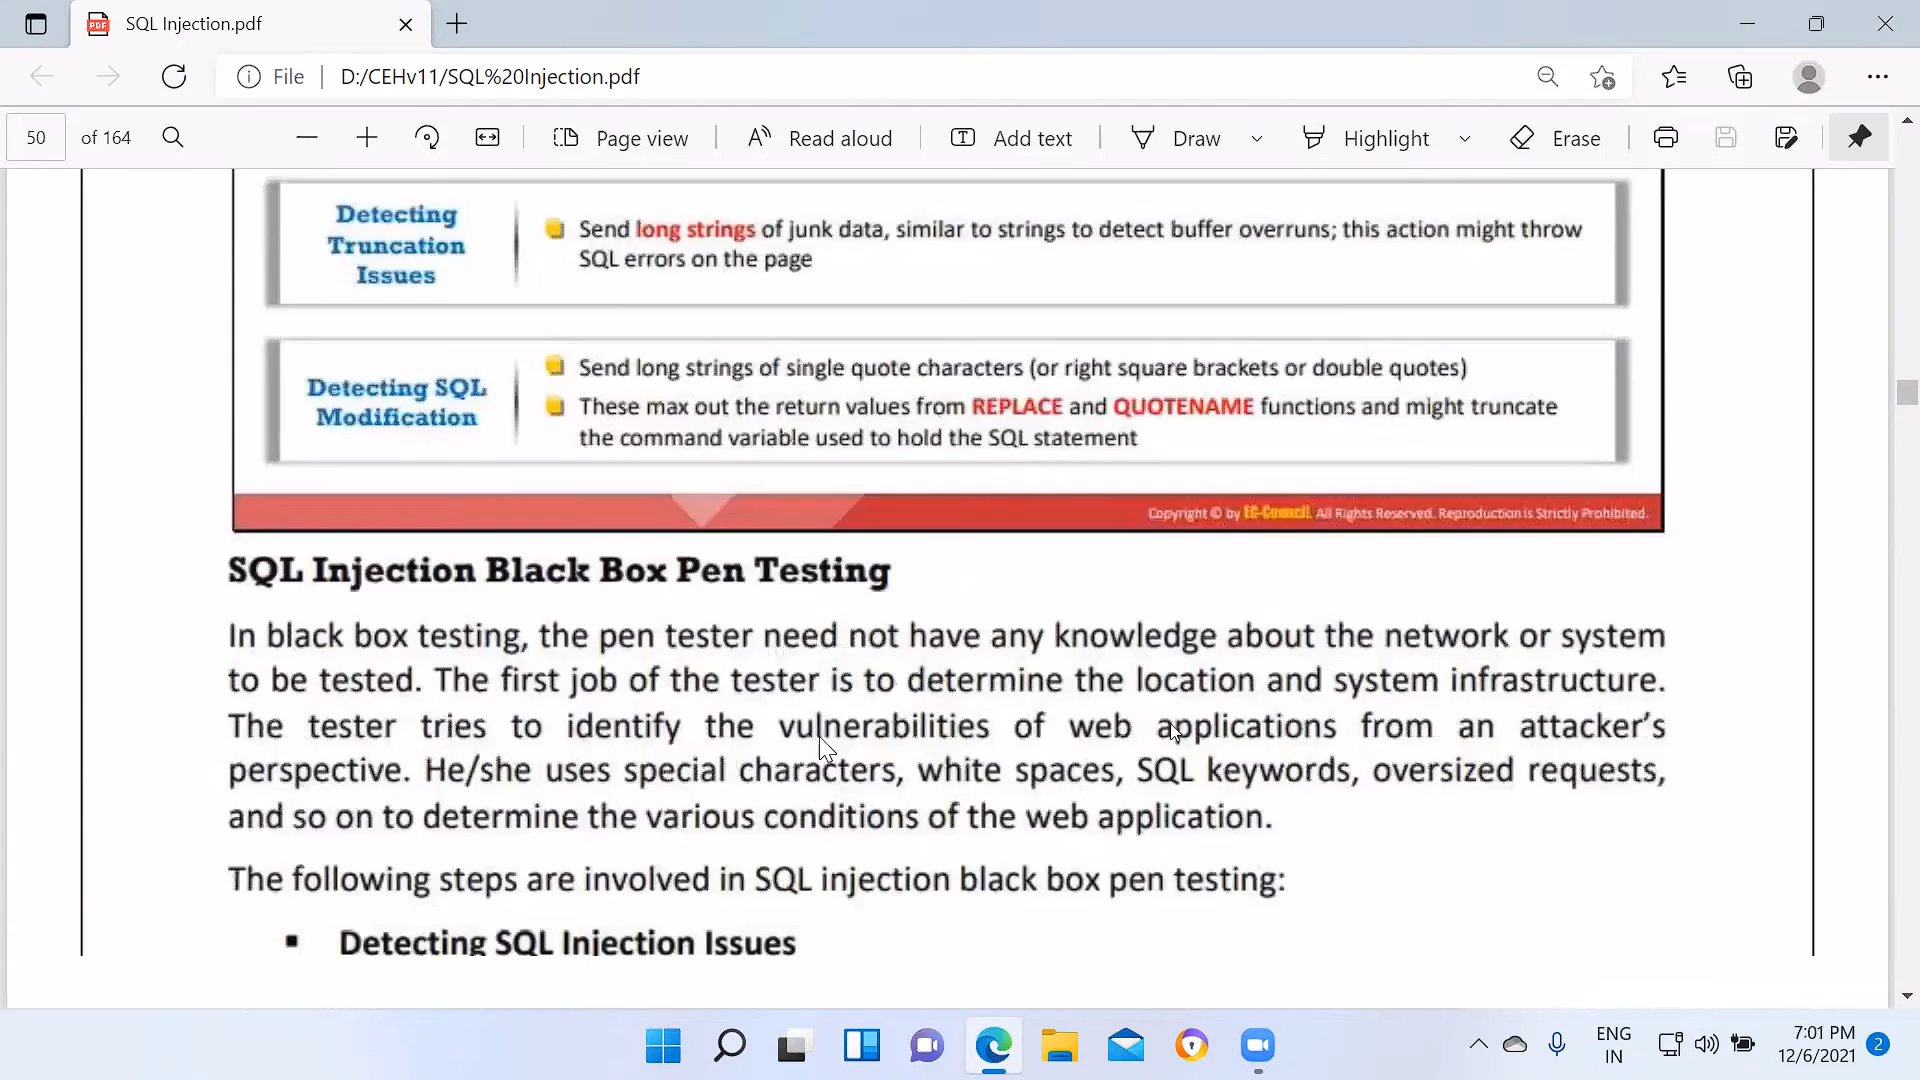 SQL Injection.pdf
File
D:/CEHv11/SQL%20Injection.pdf
50 of 164
Page view
Read aloud
Add text
Draw
Highlight
Erase
Detecting
Truncation
Issues
Send long strings of junk data, similar to strings to detect buffer overruns; this action might throw
SQL errors on the page
Detecting SQL
Modification
Send long strings of single quote characters (or right square brackets or double quotes)
These max out the return values from REPLACE and QUOTENAME functions and might truncate
the command variable used to hold the SQL statement
Copyright © by EC-Council. All Rights Reserved. Reproduction is Strictly Prohibited.
SQL Injection Black Box Pen Testing
In black box testing, the pen tester need not have any knowledge about the network or system
to be tested. The first job of the tester is to determine the location and system infrastructure.
The tester tries to identify the vulnerabilities of web applications from an attacker’s
perspective. He/she uses special characters, white spaces, SQL keywords, oversized requests,
and so on to determine the various conditions of the web application.
The following steps are involved in SQL injection black box pen testing:
▪ Detecting SQL Injection Issues
ENG
IN
7:01 PM
12/6/2021
2